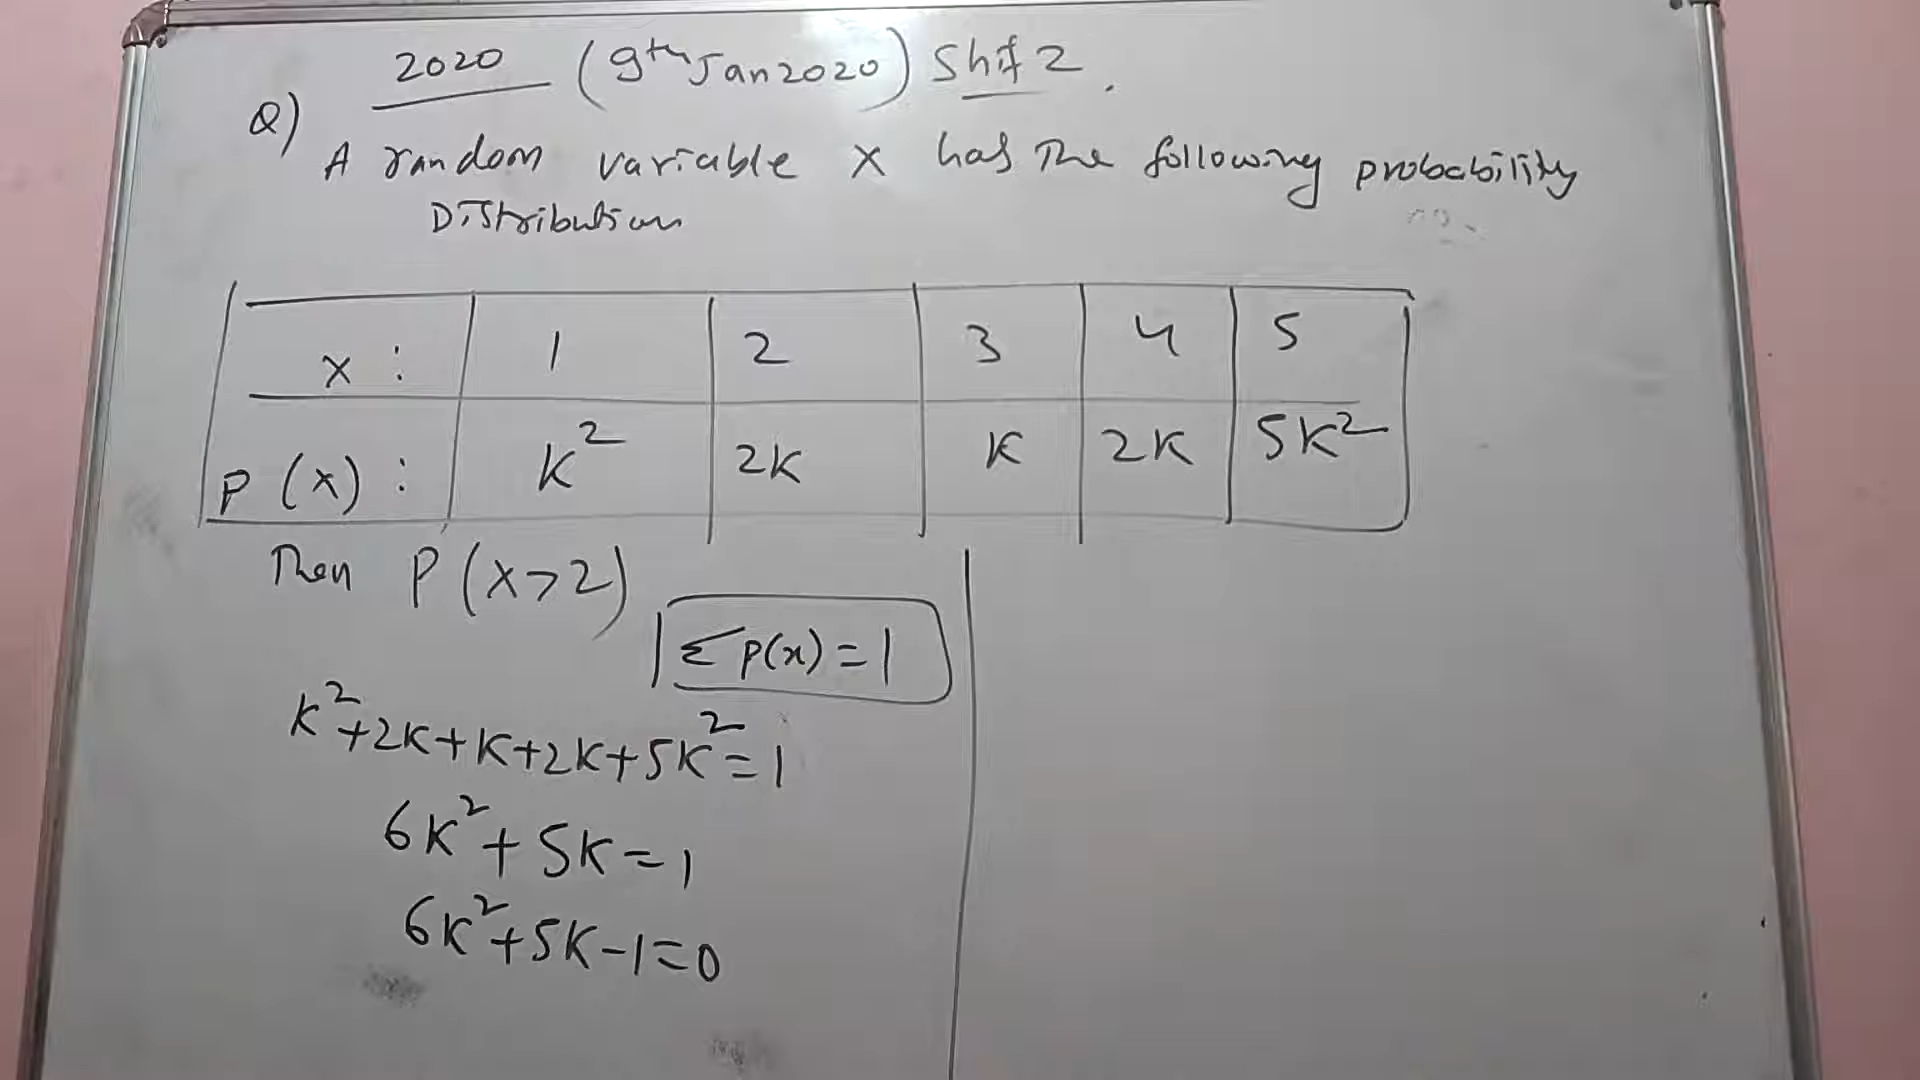 2020 (9th Jan 2020) Shift 2.
Q)
A random variable X has The following probability
Distribution
X : 1 2 3 4 5
P (X) : K² 2K K 2K 5K²
Then P (X>2)
Σ P(x) = 1
K²+2K+K+2K+5K²=1
6K²+5K=1
6K²+5K-1=0